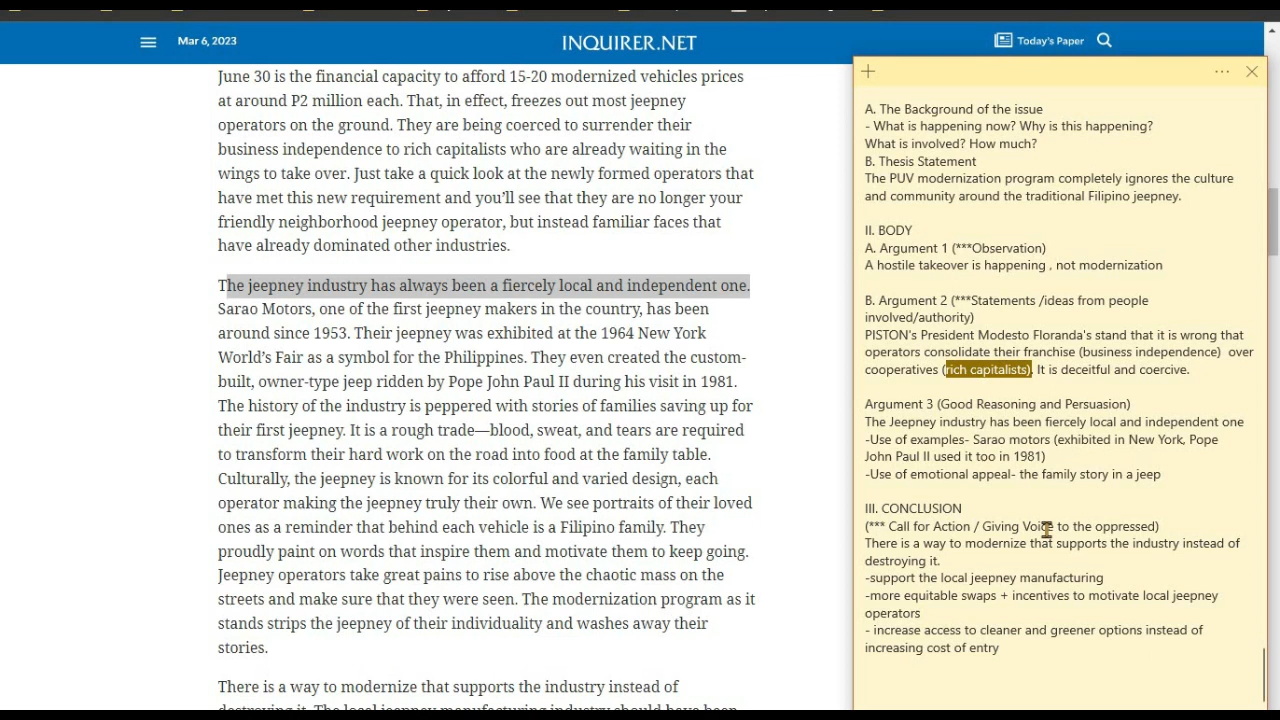 Mar 6, 2023
INQUIRER.NET
Today's Paper
June 30 is the financial capacity to afford 15-20 modernized vehicles prices
at around P2 million each. That, in effect, freezes out most jeepney
operators on the ground. They are being coerced to surrender their
business independence to rich capitalists who are already waiting in the
wings to take over. Just take a quick look at the newly formed operators that
have met this new requirement and you'll see that they are no longer your
friendly neighborhood jeepney operator, but instead familiar faces that
have already dominated other industries.
The jeepney industry has always been a fiercely local and independent one.
Sarao Motors, one of the first jeepney makers in the country, has been
around since 1953. Their jeepney was exhibited at the 1964 New York
World's Fair as a symbol for the Philippines. They even created the custom-
built, owner-type jeep ridden by Pope John Paul II during his visit in 1981.
The history of the industry is peppered with stories of families saving up for
their first jeepney. It is a rough trade—blood, sweat, and tears are required
to transform their hard work on the road into food at the family table.
Culturally, the jeepney is known for its colorful and varied design, each
operator making the jeepney truly their own. We see portraits of their loved
ones as a reminder that behind each vehicle is a Filipino family. They
proudly paint on words that inspire them and motivate them to keep going.
Jeepney operators take great pains to rise above the chaotic mass on the
streets and make sure that they were seen. The modernization program as it
stands strips the jeepney of their individuality and washes away their
stories.
There is a way to modernize that supports the industry instead of
destroying it. The local jeepney manufacturing industry should have been
A. The Background of the issue
- What is happening now? Why is this happening?
What is involved? How much?
B. Thesis Statement
The PUV modernization program completely ignores the culture
and community around the traditional Filipino jeepney.
II. BODY
A. Argument 1 (***Observation)
A hostile takeover is happening , not modernization
B. Argument 2 (***Statements /ideas from people
involved/authority)
PISTON's President Modesto Floranda's stand that it is wrong that
operators consolidate their franchise (business independence)  over
cooperatives (rich capitalists). It is deceitful and coercive.
Argument 3 (Good Reasoning and Persuasion)
The Jeepney industry has been fiercely local and independent one
-Use of examples- Sarao motors (exhibited in New York, Pope
John Paul II used it too in 1981)
-Use of emotional appeal- the family story in a jeep
III. CONCLUSION
(*** Call for Action / Giving Voice to the oppressed)
There is a way to modernize that supports the industry instead of
destroying it.
-support the local jeepney manufacturing
-more equitable swaps + incentives to motivate local jeepney
operators
- increase access to cleaner and greener options instead of
increasing cost of entry